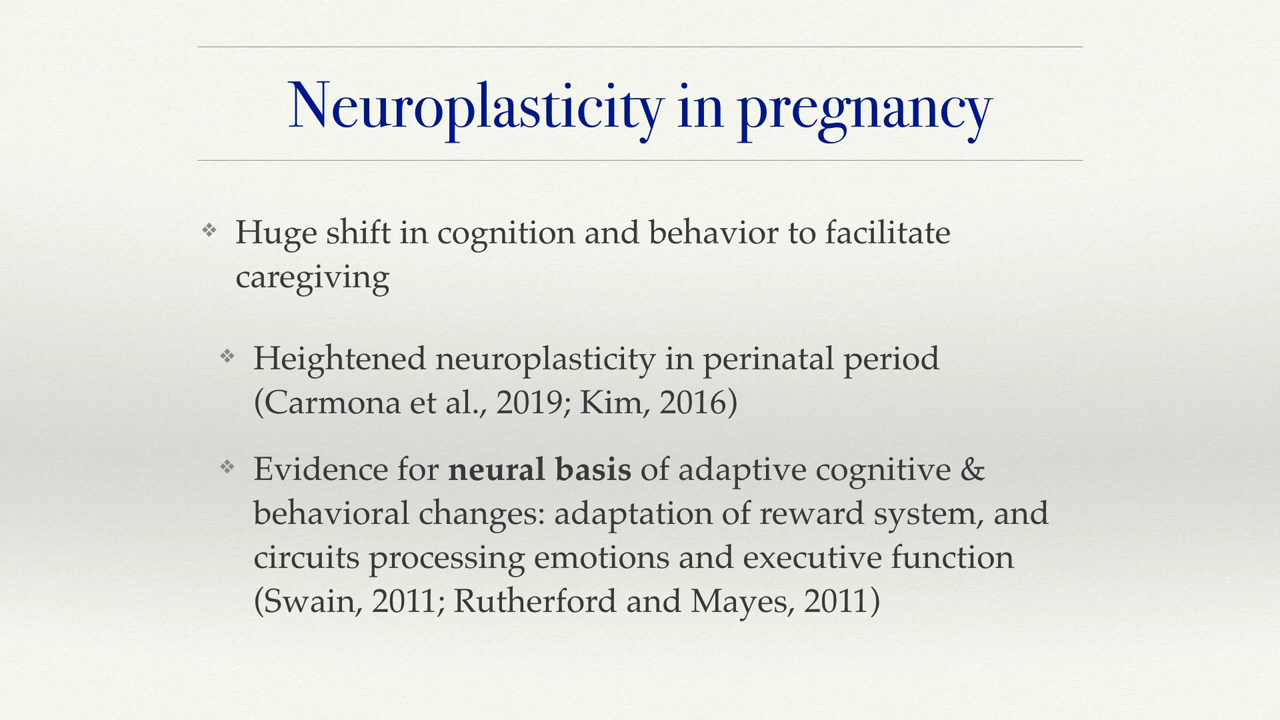 Neuroplasticity in pregnancy
❖ Huge shift in cognition and behavior to facilitate
caregiving
❖ Heightened neuroplasticity in perinatal period
(Carmona et al., 2019; Kim, 2016)
❖ Evidence for neural basis of adaptive cognitive &
behavioral changes: adaptation of reward system, and
circuits processing emotions and executive function
(Swain, 2011; Rutherford and Mayes, 2011)